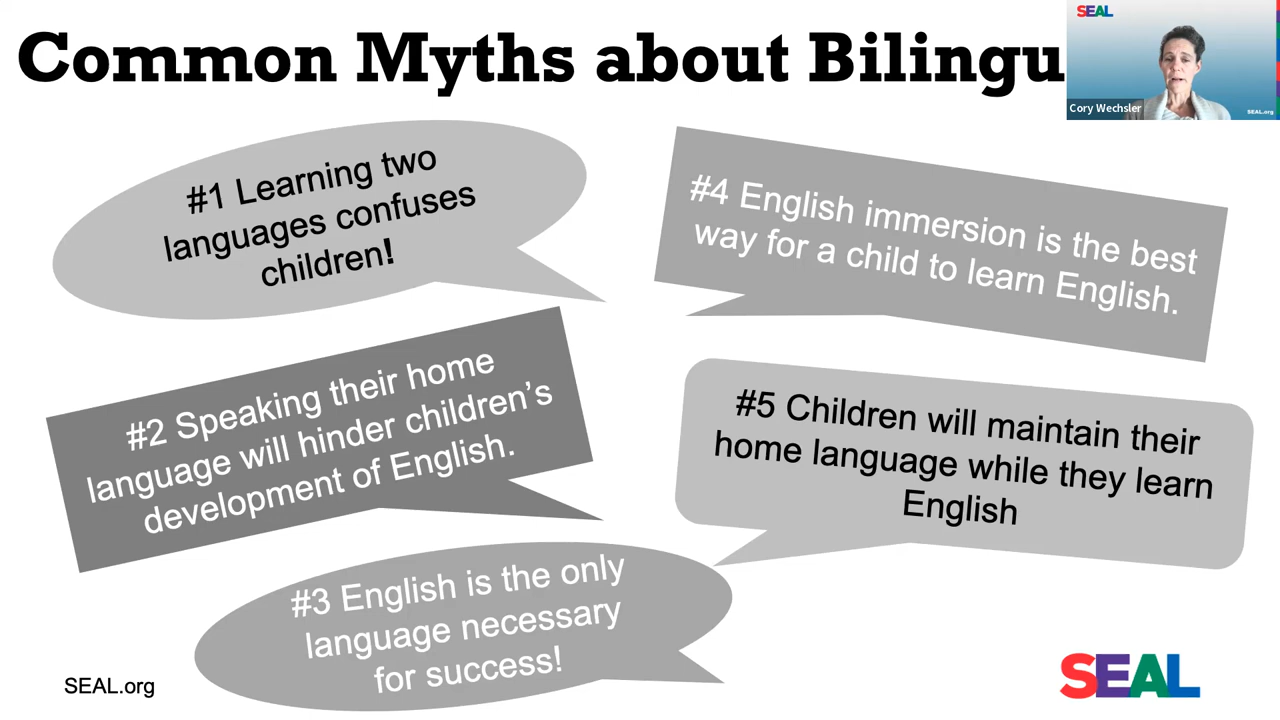 Common Myths about Bilingu
SEAL
Cory Wechsler
SEAL.org
#1 Learning two
languages confuses
children!
#4 English immersion is the best
way for a child to learn English.
#2 Speaking their home
language will hinder children’s
development of English.
#5 Children will maintain their
home language while they learn
English
#3 English is the only
language necessary
for success!
SEAL.org
SEAL